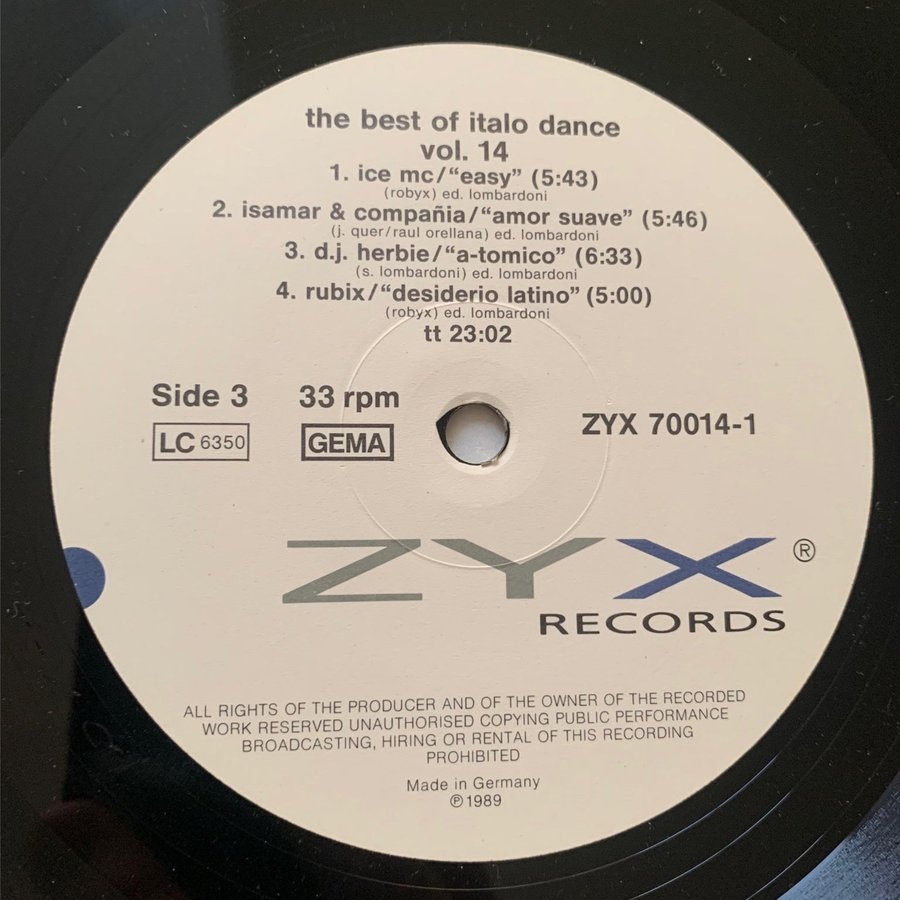 the best of italo dance
vol. 14
1. ice mc/“easy” (5:43)
(robyx) ed. lombardoni
2. isamar & compañia/“amor suave” (5:46)
(j. quer/raul orellana) ed. lombardoni
3. d.j. herbie/“a-tomico” (6:33)
(s. lombardoni) ed. lombardoni
4. rubix/“desiderio latino” (5:00)
(robyx) ed. lombardoni
tt 23:02
Side 3 33 rpm
LC 6350 GEMA ZYX 70014-1
ZYX ®
RECORDS
ALL RIGHTS OF THE PRODUCER AND OF THE OWNER OF THE RECORDED
WORK RESERVED UNAUTHORISED COPYING PUBLIC PERFORMANCE
BROADCASTING, HIRING OR RENTAL OF THIS RECORDING
PROHIBITED
Made in Germany
℗1989